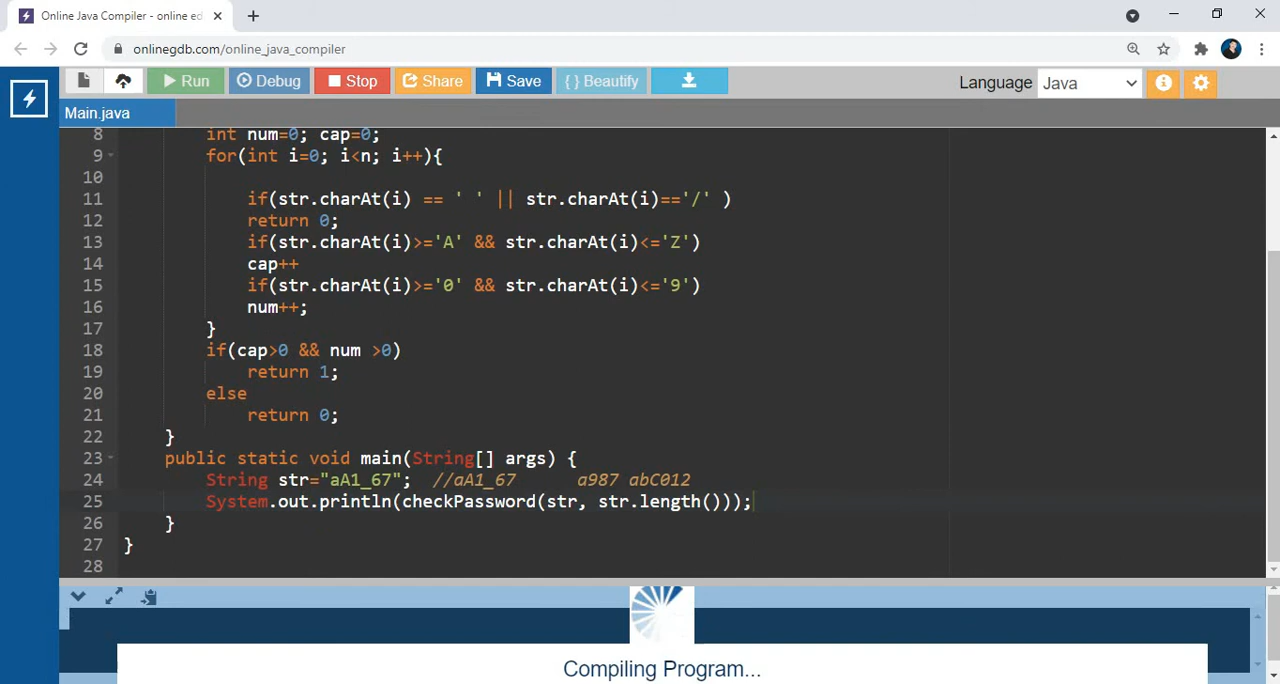 Online Java Compiler - online ed
onlinegdb.com/online_java_compiler
Run Debug Stop Share Save { } Beautify Language Java
Main.java
8 int num=0; cap=0;
9 for(int i=0; i<n; i++){
10
11 if(str.charAt(i) == ' ' || str.charAt(i)=='/' )
12 return 0;
13 if(str.charAt(i)>='A' && str.charAt(i)<='Z')
14 cap++
15 if(str.charAt(i)>='0' && str.charAt(i)<='9')
16 num++;
17 }
18 if(cap>0 && num >0)
19 return 1;
20 else
21 return 0;
22 }
23 public static void main(String[] args) {
24 String str="aA1_67"; //aA1_67 a987 abC012
25 System.out.println(checkPassword(str, str.length()));
26 }
27 }
28
Compiling Program...